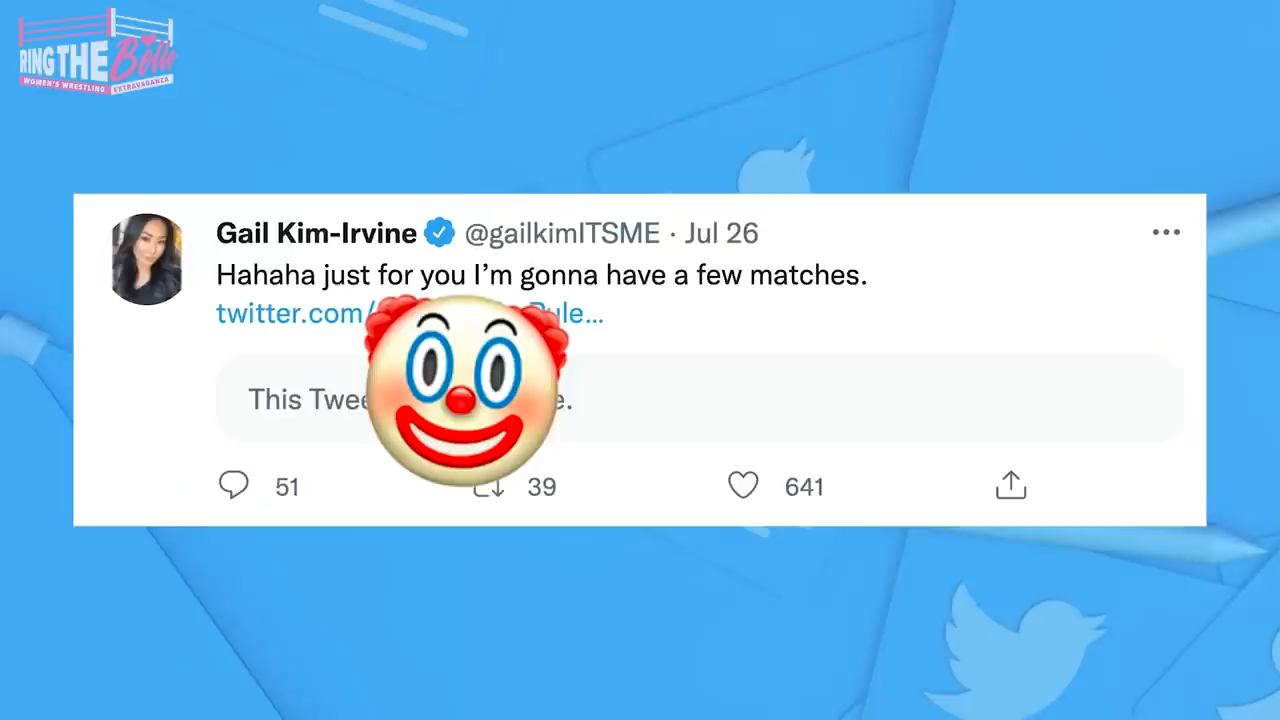 RING THE Belle
WOMEN'S WRESTLING EXTRAVAGANZA
Gail Kim-Irvine @gailkimITSME · Jul 26
Hahaha just for you I’m gonna have a few matches.
twitter.com/ ule...
This
51 39 641